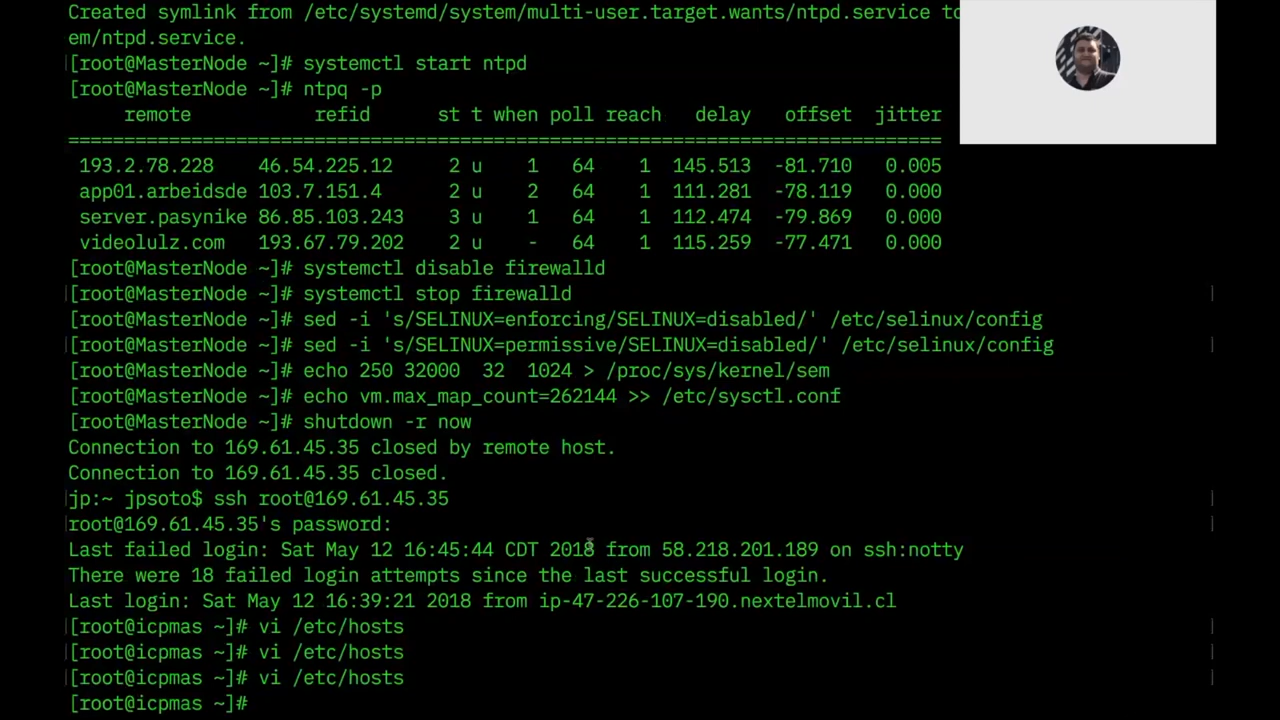 Created symlink from /etc/systemd/system/multi-user.target.wants/ntpd.service to
em/ntpd.service.
[root@MasterNode ~]# systemctl start ntpd
[root@MasterNode ~]# ntpq -p
remote refid st t when poll reach delay offset jitter
==============================================================================
193.2.78.228 46.54.225.12 2 u 1 64 1 145.513 -81.710 0.005
app01.arbeidsde 103.7.151.4 2 u 2 64 1 111.281 -78.119 0.000
server.pasynike 86.85.103.243 3 u 1 64 1 112.474 -79.869 0.000
videolulz.com 193.67.79.202 2 u - 64 1 115.259 -77.471 0.000
[root@MasterNode ~]# systemctl disable firewalld
[root@MasterNode ~]# systemctl stop firewalld
[root@MasterNode ~]# sed -i 's/SELINUX=enforcing/SELINUX=disabled/' /etc/selinux/config
[root@MasterNode ~]# sed -i 's/SELINUX=permissive/SELINUX=disabled/' /etc/selinux/config
[root@MasterNode ~]# echo 250 32000  32  1024 > /proc/sys/kernel/sem
[root@MasterNode ~]# echo vm.max_map_count=262144 >> /etc/sysctl.conf
[root@MasterNode ~]# shutdown -r now
Connection to 169.61.45.35 closed by remote host.
Connection to 169.61.45.35 closed.
jp:~ jpsoto$ ssh root@169.61.45.35
root@169.61.45.35's password:
Last failed login: Sat May 12 16:45:44 CDT 2018 from 58.218.201.189 on ssh:notty
There were 18 failed login attempts since the last successful login.
Last login: Sat May 12 16:39:21 2018 from ip-47-226-107-190.nextelmovil.cl
[root@icpmas ~]# vi /etc/hosts
[root@icpmas ~]# vi /etc/hosts
[root@icpmas ~]# vi /etc/hosts
[root@icpmas ~]#